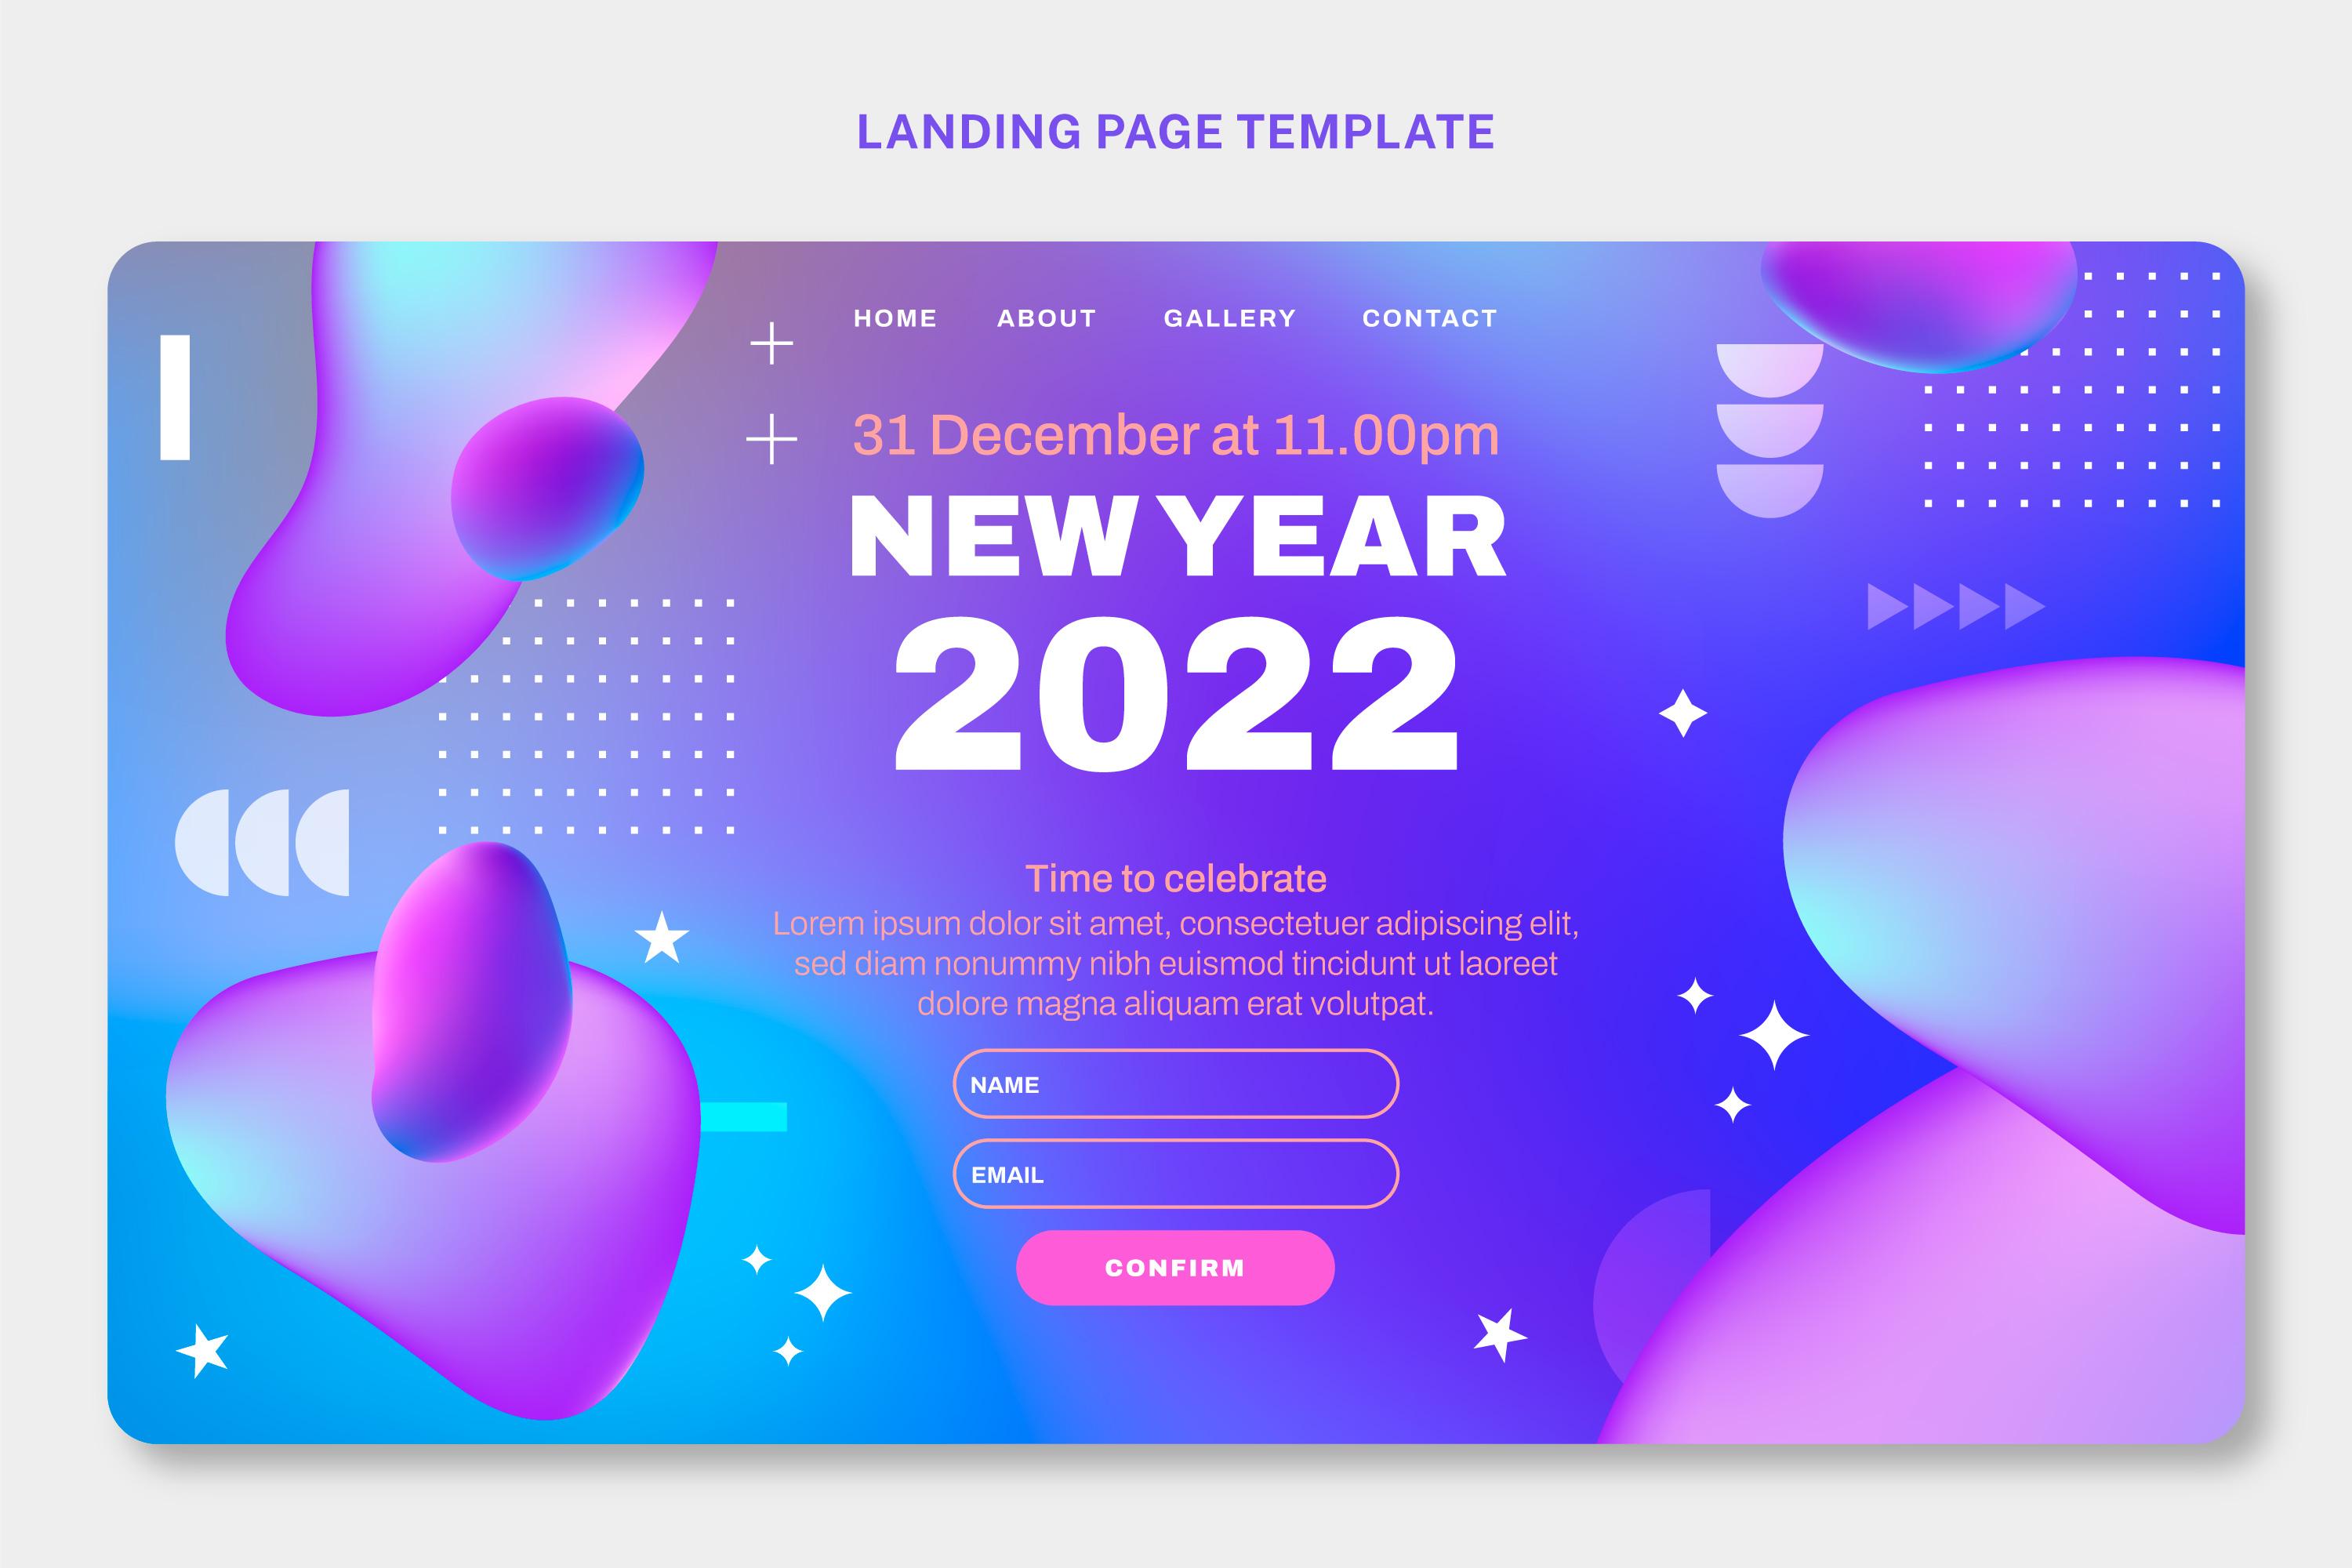 LANDING PAGE TEMPLATE
HOME ABOUT GALLERY CONTACT
31 December at 11.00pm
NEW YEAR
2022
Time to celebrate
Lorem ipsum dolor sit amet, consectetuer adipiscing elit,
sed diam nonummy nibh euismod tincidunt ut laoreet
dolore magna aliquam erat volutpat.
NAME
EMAIL
CONFIRM